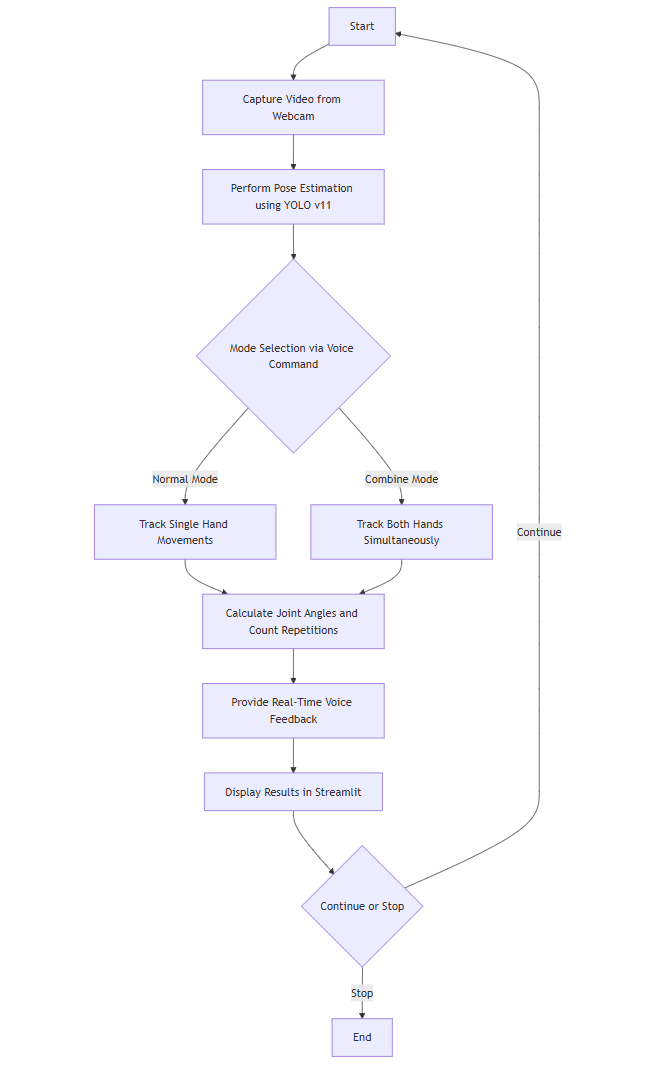 Start
Capture Video from
Webcam
Perform Pose Estimation
using YOLO v11
Mode Selection via Voice
Command
Normal Mode
Combine Mode
Track Single Hand
Movements
Track Both Hands
Simultaneously
Continue
Calculate Joint Angles and
Count Repetitions
Provide Real-Time Voice
Feedback
Display Results in Streamlit
Continue or Stop
Stop
End